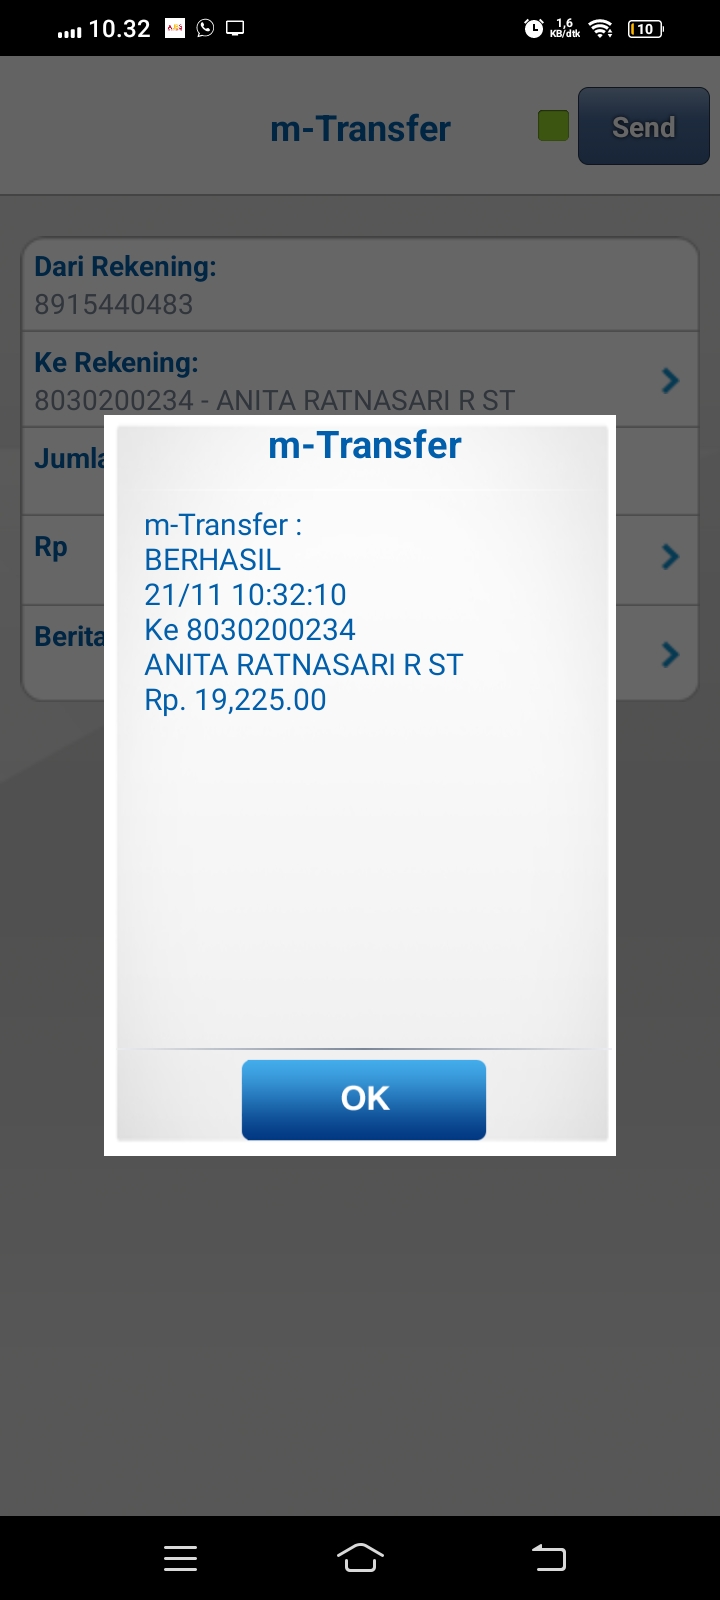 10.32
1,6
KB/dtk
10
m-Transfer
Send
Dari Rekening:
8915440483
Ke Rekening:
8030200234 - ANITA RATNASARI R ST
Jumla
Rp
Berita
m-Transfer
m-Transfer :
BERHASIL
21/11 10:32:10
Ke 8030200234
ANITA RATNASARI R ST
Rp. 19,225.00
OK